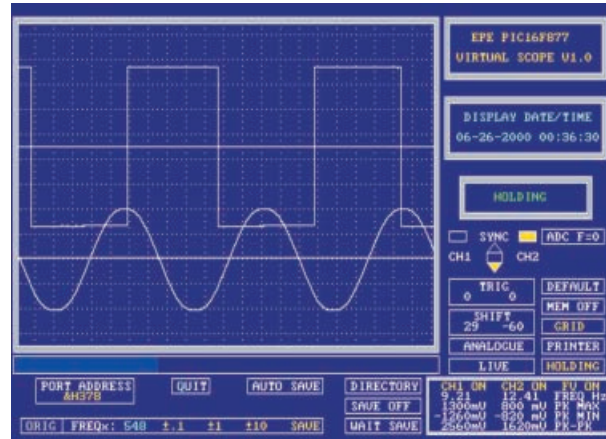 EPE PIC16F877
VIRTUAL SCOPE V1.0
DISPLAY DATE/TIME
06-26-2000 00:36:30
HOLDING
SYNC ADC F=0
CH1 CH2
TRIG
0 0
DEFAULT
MEM OFF
SHIFT
29 -60
GRID
ANALOGUE
PRINTER
LIVE
HOLDING
PORT ADDRESS
&H378
QUIT
AUTO SAVE
DIRECTORY
SAVE OFF
WAIT SAVE
ORIG FREQx: 548 ±.1 ±1 ±10 SAVE
CH1 ON CH2 ON FV ON
9.21 12.41 FREQ Hz
1300mV 800 mV PK MAX
-1260mV -820 mV PK MIN
2560mV 1620mV PK-PK